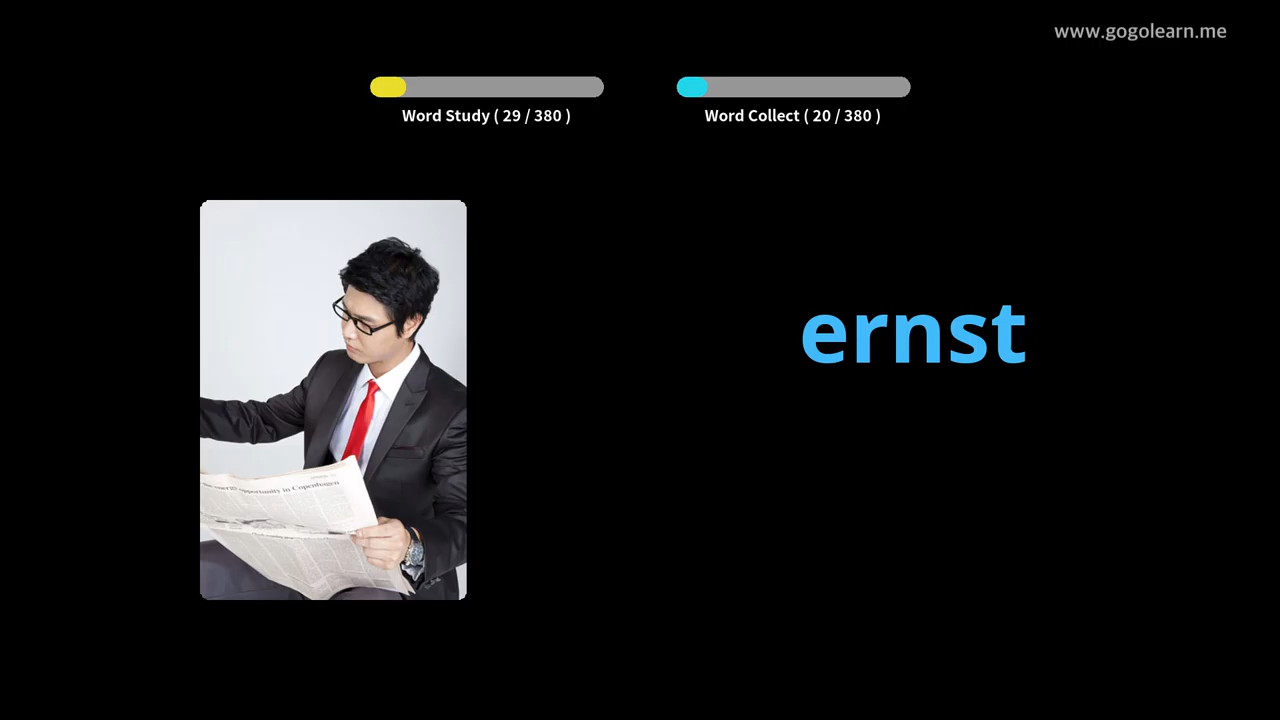 www.gogolearn.me
Word Study ( 29 / 380 )
Word Collect ( 20 / 380 )
ernst
opportunity in Copenhagen